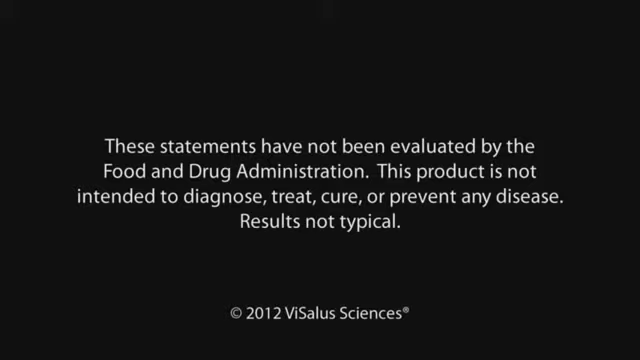 These statements have not been evaluated by the
Food and Drug Administration. This product is not
intended to diagnose, treat, cure, or prevent any disease.
Results not typical.
© 2012 ViSalus Sciences®